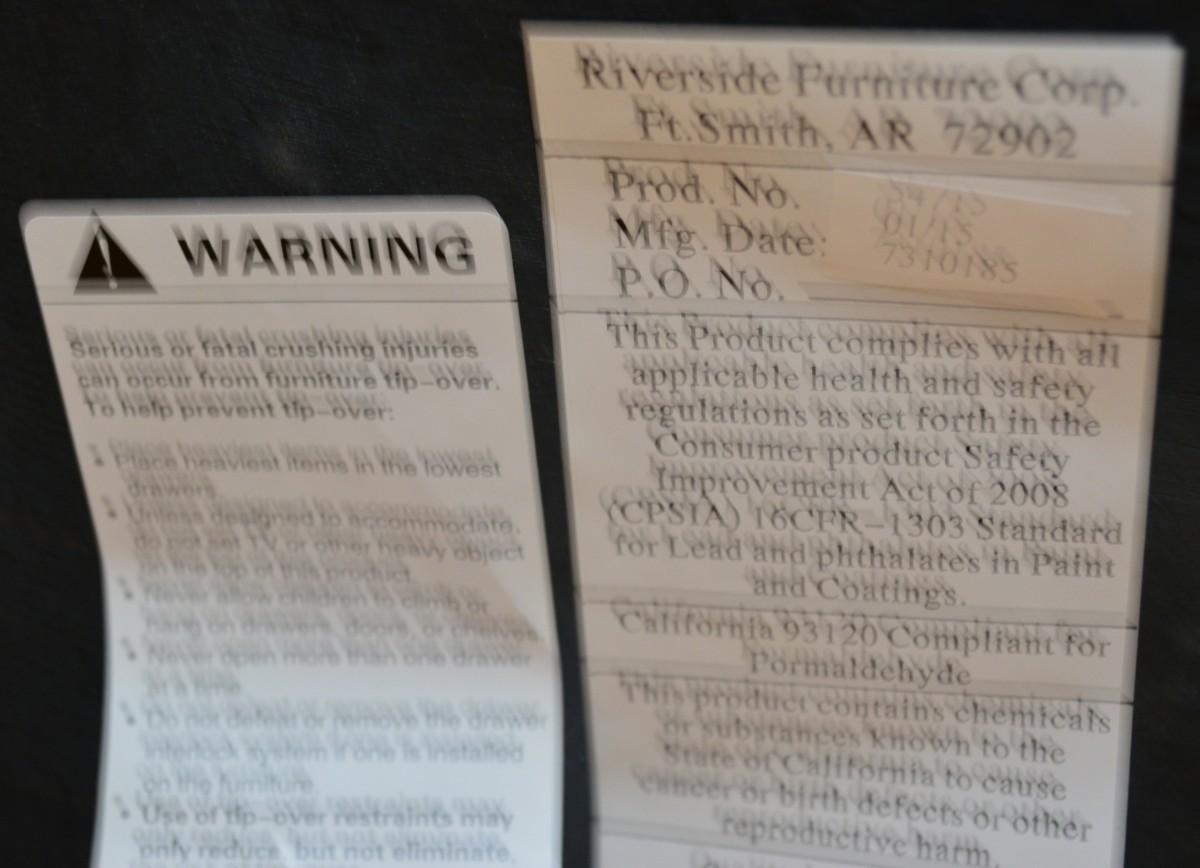 WARNING
Serious or fatal crushing injuries
can occur from furniture tip-over.
To help prevent tip-over:
• Place heaviest items in the lowest
drawers.
• Unless designed to accommodate,
do not set TV or other heavy object
on the top of this product.
• Never allow children to climb or
hang on drawers, doors, or shelves.
• Never open more than one drawer
at a time.
• Do not defeat or remove the drawer
interlock system if one is installed
on the furniture.
• Use of tip-over restraints may
only reduce, but not eliminate,
Riverside Furniture Corp.
Ft.Smith, AR 72902
Prod. No.
Mfg. Date: 01/15
P.O. No. 7310185
This Product complies with all
applicable health and safety
regulations as set forth in the
Consumer product Safety
Improvement Act of 2008
(CPSIA) 16CFR-1303 Standard
for Lead and phthalates in Paint
and Coatings.
California 93120 Compliant for
Formaldehyde
This product contains chemicals
or substances known to the
State of California to cause
cancer or birth defects or other
reproductive harm.